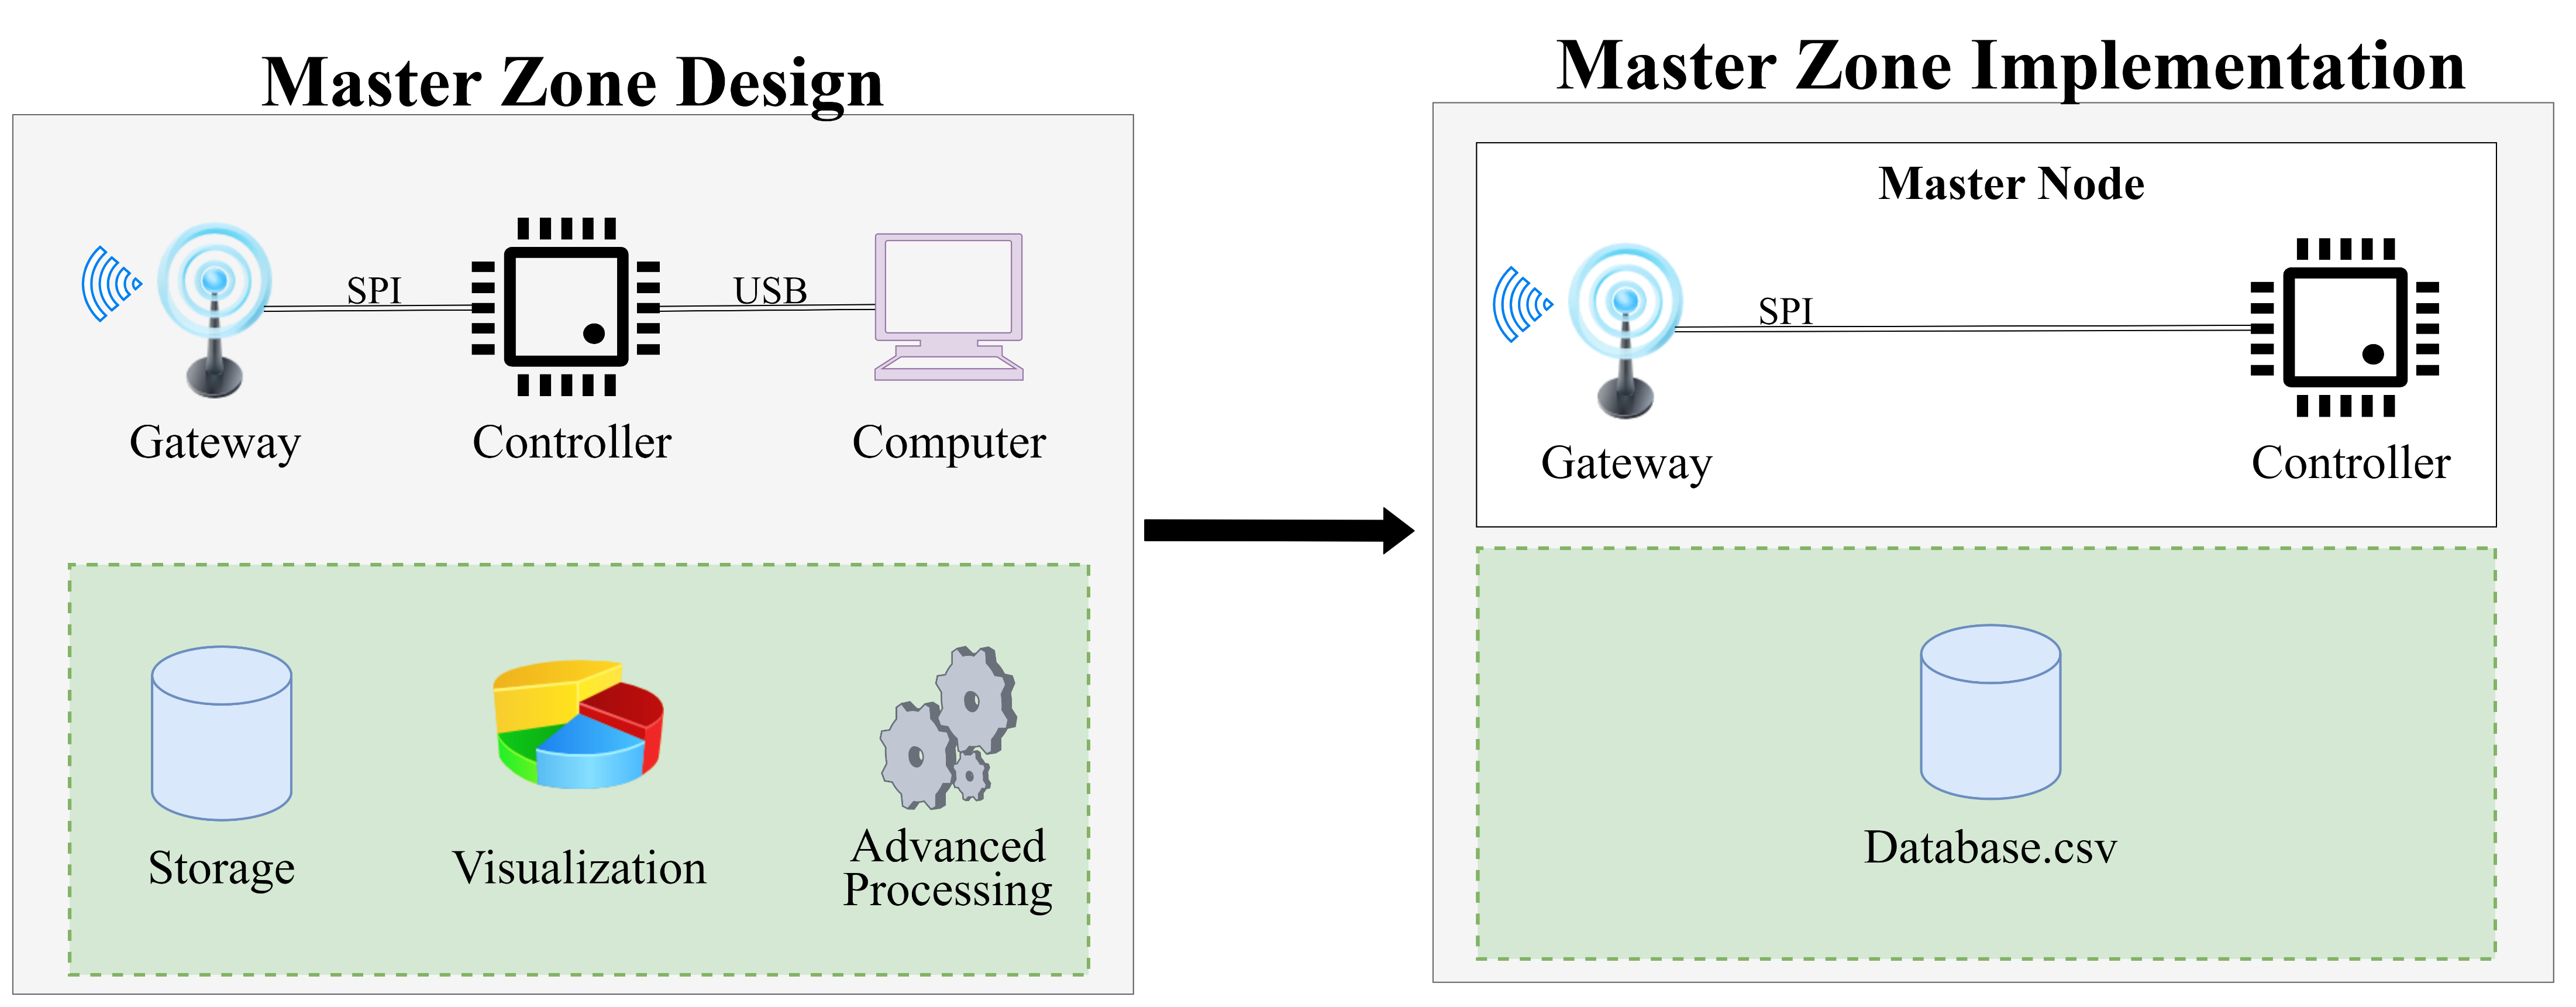 Master Zone Design
SPI
USB
Gateway
Controller
Computer
Storage
Visualization
Advanced
Processing
Master Zone Implementation
Master Node
SPI
Gateway
Controller
Database.csv